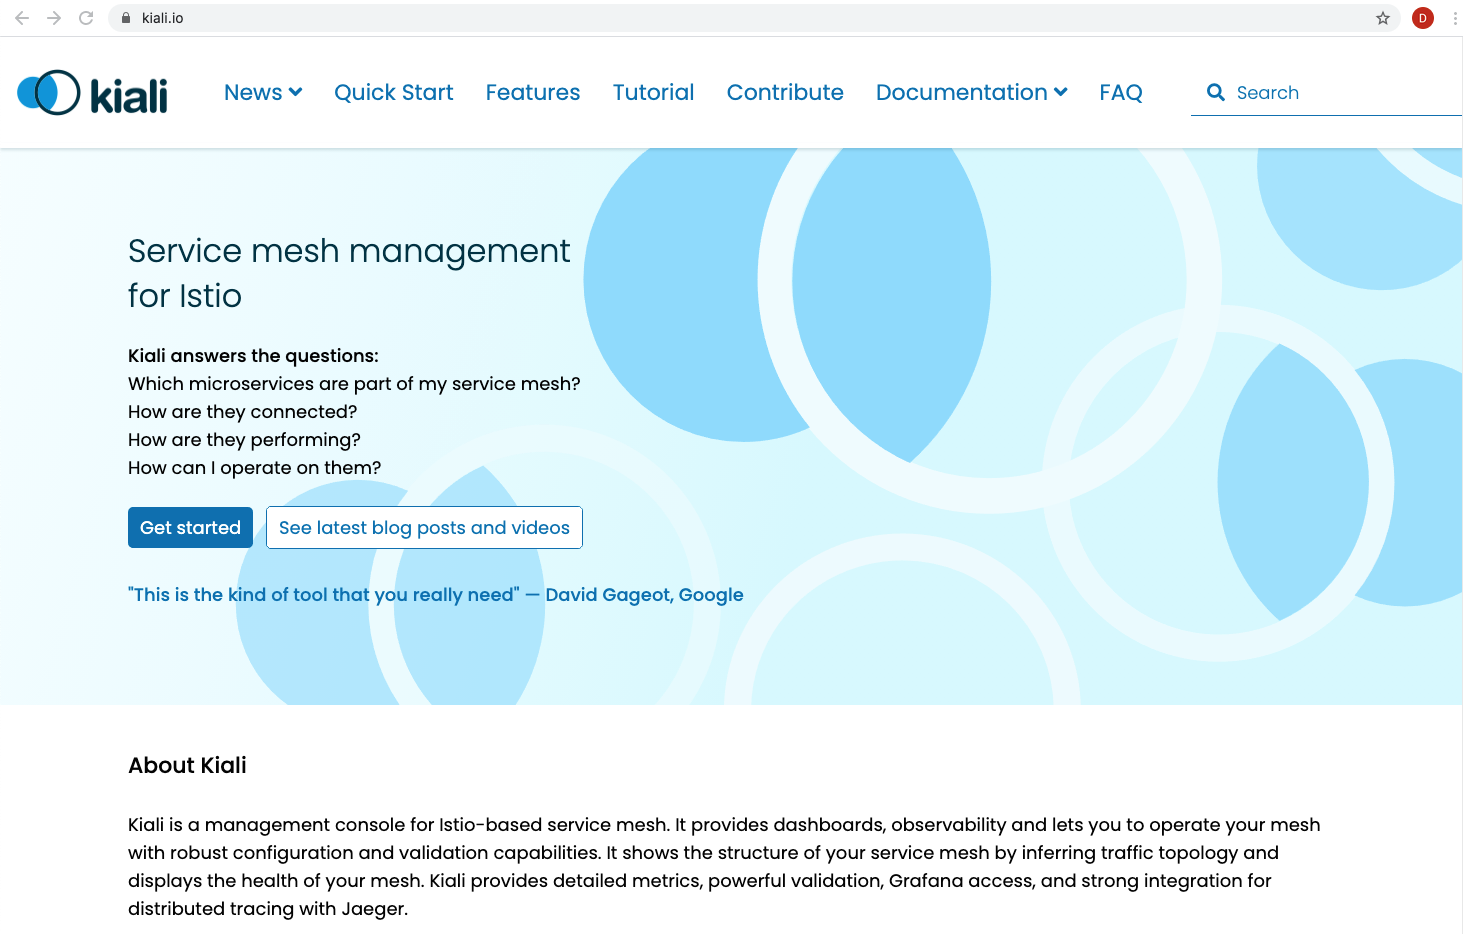 kiali.io
D
kiali
News Quick Start Features Tutorial Contribute Documentation FAQ Search
Service mesh management
for Istio
Kiali answers the questions:
Which microservices are part of my service mesh?
How are they connected?
How are they performing?
How can I operate on them?
Get started See latest blog posts and videos
"This is the kind of tool that you really need" — David Gageot, Google
About Kiali
Kiali is a management console for Istio-based service mesh. It provides dashboards, observability and lets you to operate your mesh
with robust configuration and validation capabilities. It shows the structure of your service mesh by inferring traffic topology and
displays the health of your mesh. Kiali provides detailed metrics, powerful validation, Grafana access, and strong integration for
distributed tracing with Jaeger.